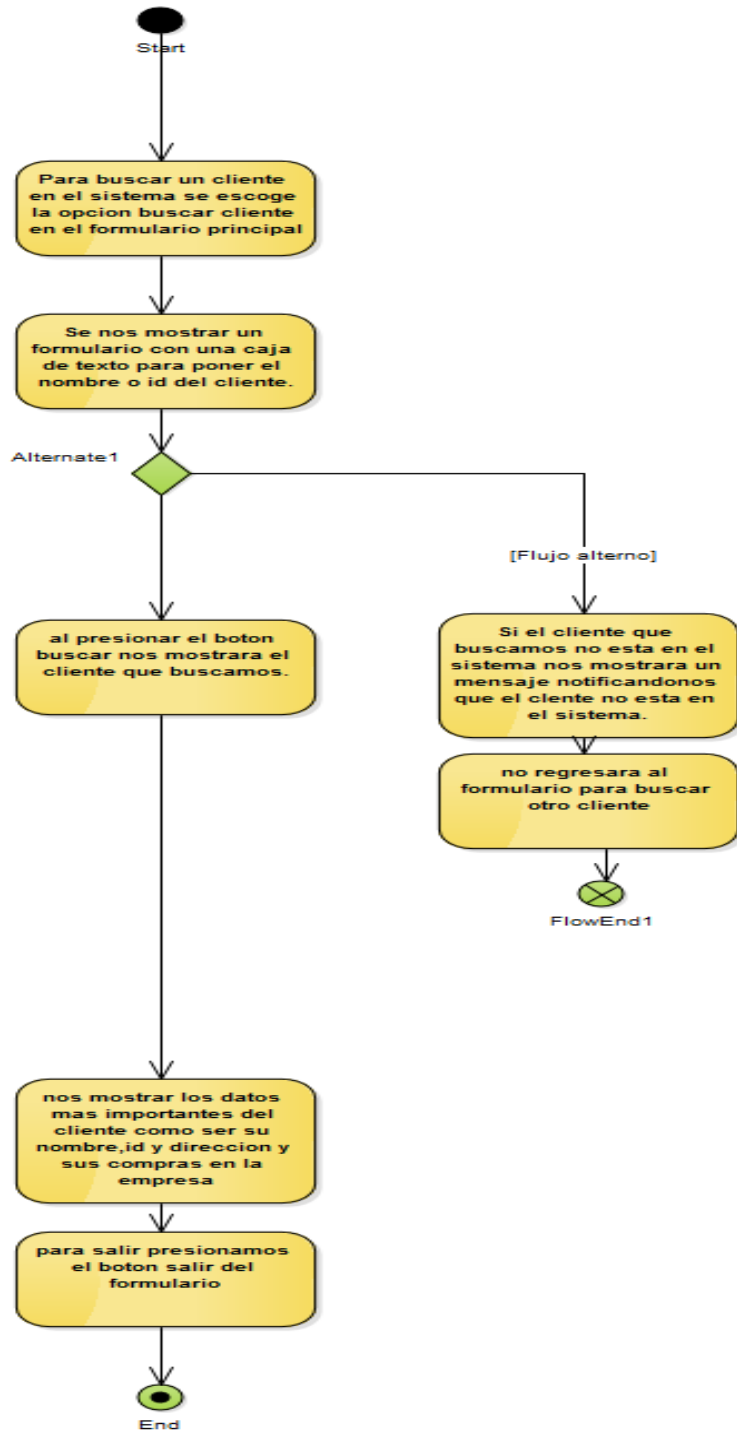 Start
Para buscar un cliente
en el sistema se escoge
la opcion buscar cliente
en el formulario principal
Se nos mostrar un
formulario con una caja
de texto para poner el
nombre o id del cliente.
Alternate1
[Flujo alterno]
al presionar el boton
buscar nos mostrara el
cliente que buscamos.
Si el cliente que
buscamos no esta en el
sistema nos mostrara un
mensaje notificandonos
que el clente no esta en
el sistema.
no regresara al
formulario para buscar
otro cliente
FlowEnd1
nos mostrar los datos
mas importantes del
cliente como ser su
nombre,id y direccion y
sus compras en la
empresa
para salir presionamos
el boton salir del
formulario
End